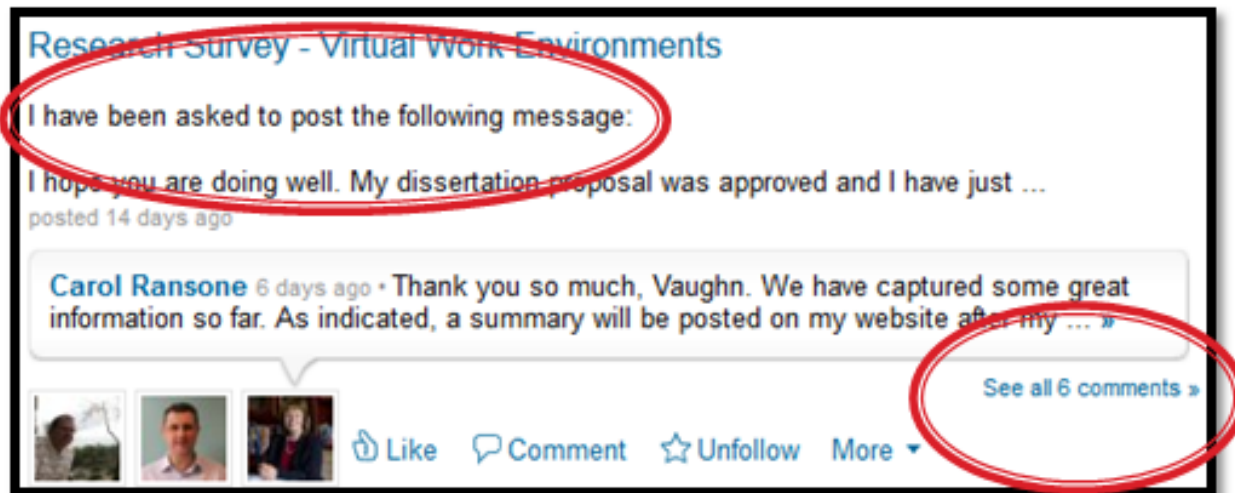 Research Survey - Virtual Work Environments
I have been asked to post the following message:
I hope you are doing well. My dissertation proposal was approved and I have just ...
posted 14 days ago
Carol Ransone 6 days ago • Thank you so much, Vaughn. We have captured some great
information so far. As indicated, a summary will be posted on my website after my ... »
See all 6 comments »
Like Comment Unfollow More